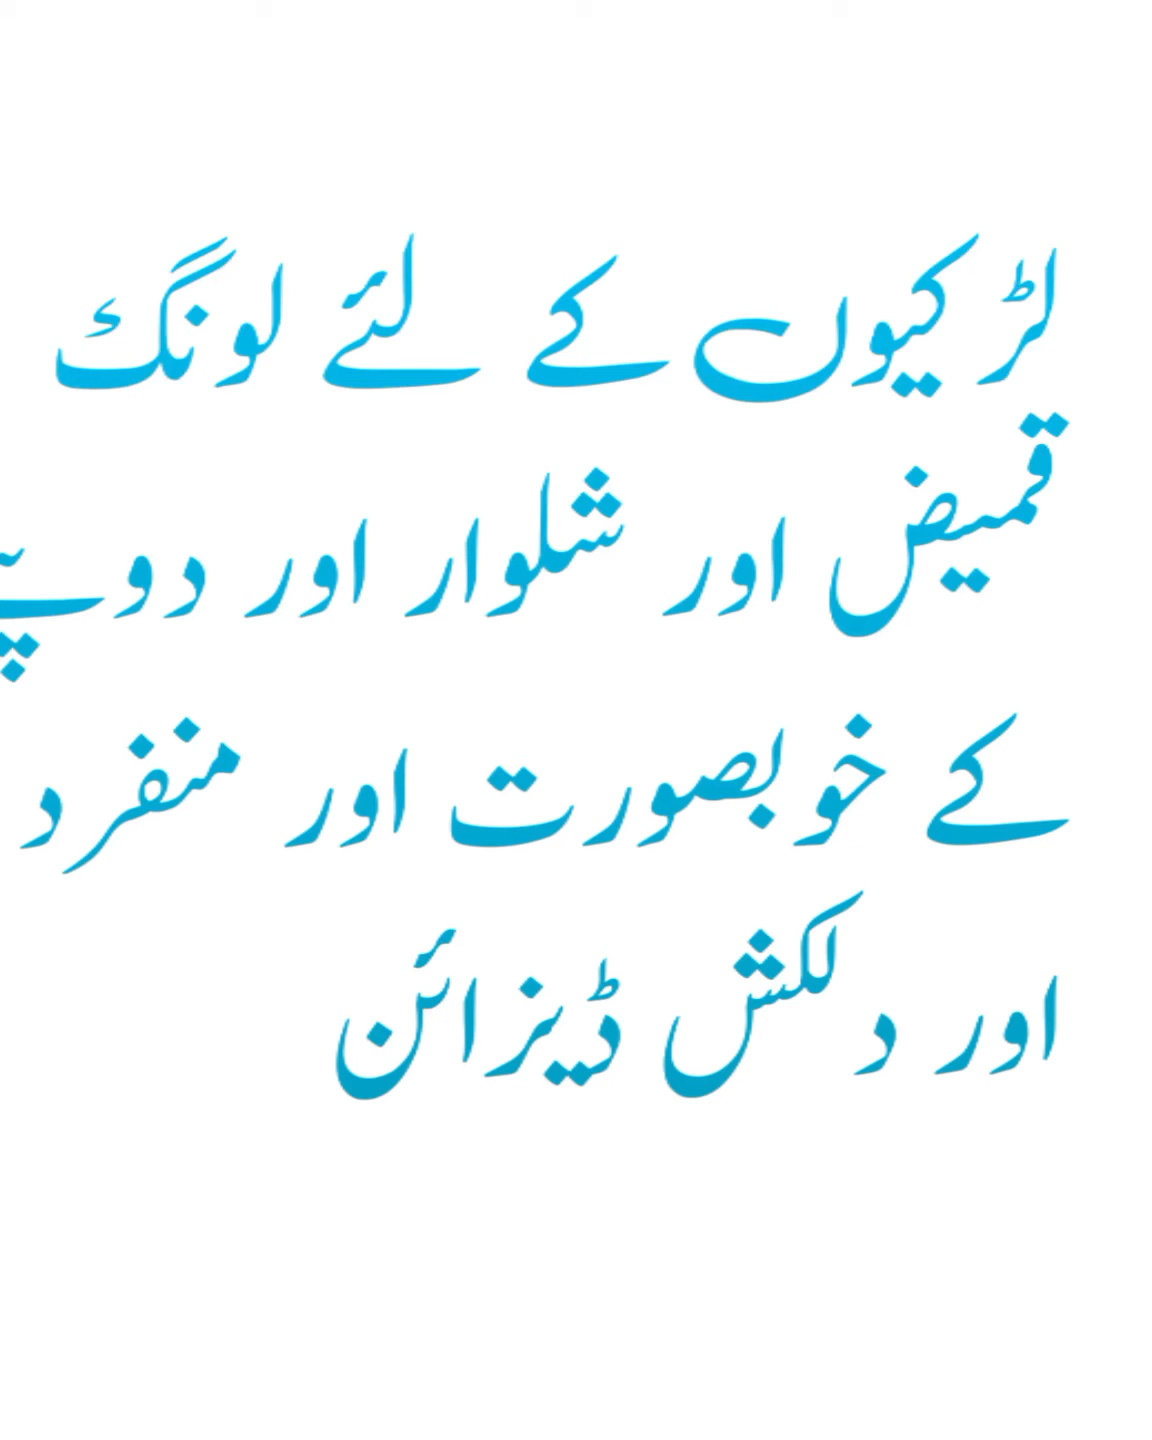 لڑکیوں کے لئے لونگ
قمیض اور شلوار اور دوپٹے
کے خوبصورت اور منفرد
اور دلکش ڈیزائن